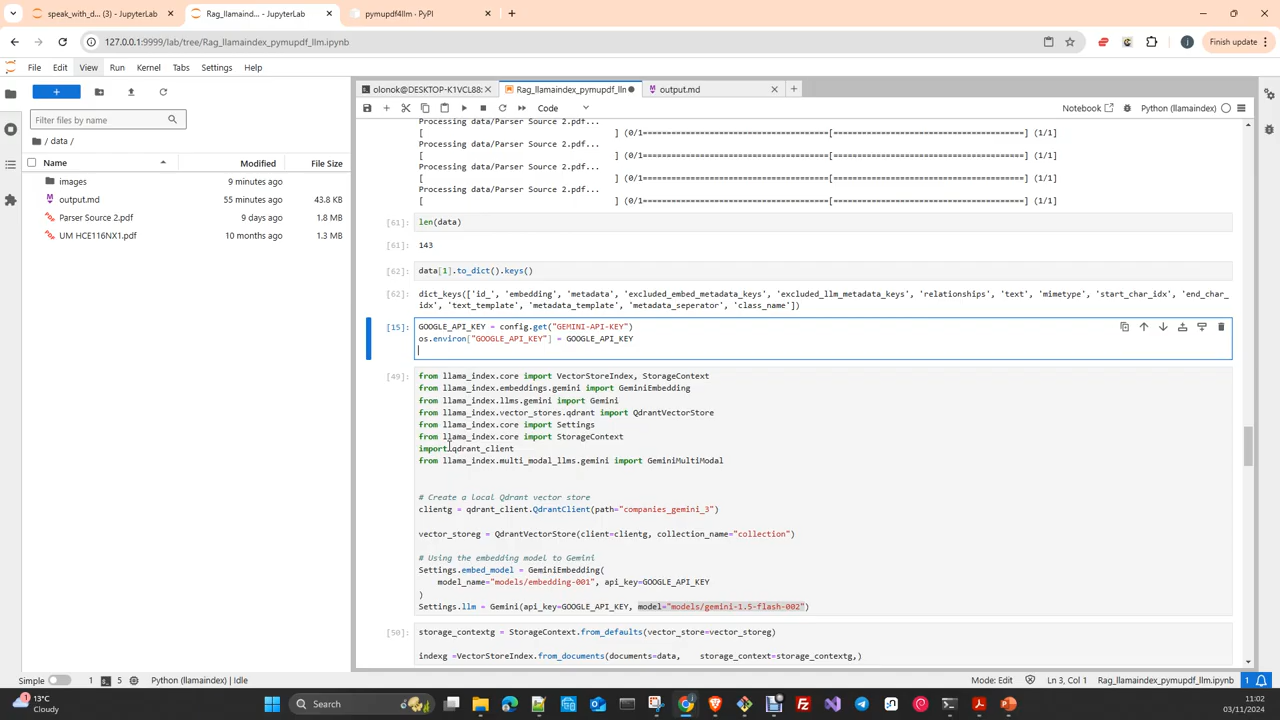 speak_with_d... (3) - JupyterLab
Rag_llamaind... - JupyterLab
pymupdf4llm · PyPI
127.0.0.1:9999/lab/tree/Rag_llamaindex_pymupdf_llm.ipynb
Finish update
File Edit View Run Kernel Tabs Settings Help
olonok@DESKTOP-K1VCL88:
Rag_llamaindex_pymupdf_lln
output.md
Code
Notebook
Python (llamaindex)
Filter files by name
/ data /
Name Modified File Size
images 9 minutes ago
output.md 55 minutes ago 43.8 KB
Parser Source 2.pdf 9 days ago 1.8 MB
UM HCE116NX1.pdf 10 months ago 1.3 MB
Processing data/Parser Source 2.pdf...
[ ] (0/1========================================[========================================] (1/1]
Processing data/Parser Source 2.pdf...
[ ] (0/1========================================[========================================] (1/1]
Processing data/Parser Source 2.pdf...
[ ] (0/1========================================[========================================] (1/1]
Processing data/Parser Source 2.pdf...
[ ] (0/1========================================[========================================] (1/1]
[61]: len(data)
[61]: 143
[62]: data[1].to_dict().keys()
[62]: dict_keys(['id_', 'embedding', 'metadata', 'excluded_embed_metadata_keys', 'excluded_llm_metadata_keys', 'relationships', 'text', 'mimetype', 'start_char_idx', 'end_char_
idx', 'text_template', 'metadata_template', 'metadata_seperator', 'class_name'])
[15]: GOOGLE_API_KEY = config.get("GEMINI-API-KEY")
os.environ["GOOGLE_API_KEY"] = GOOGLE_API_KEY
[49]: from llama_index.core import VectorStoreIndex, StorageContext
from llama_index.embeddings.gemini import GeminiEmbedding
from llama_index.llms.gemini import Gemini
from llama_index.vector_stores.qdrant import QdrantVectorStore
from llama_index.core import Settings
from llama_index.core import StorageContext
import qdrant_client
from llama_index.multi_modal_llms.gemini import GeminiMultiModal
# Create a local Qdrant vector store
clientg = qdrant_client.QdrantClient(path="companies_gemini_3")
vector_storeg = QdrantVectorStore(client=clientg, collection_name="collection")
# Using the embedding model to Gemini
Settings.embed_model = GeminiEmbedding(
model_name="models/embedding-001", api_key=GOOGLE_API_KEY
)
Settings.llm = Gemini(api_key=GOOGLE_API_KEY, model="models/gemini-1.5-flash-002")
[50]: storage_contextg = StorageContext.from_defaults(vector_store=vector_storeg)
indexg =VectorStoreIndex.from_documents(documents=data, storage_context=storage_contextg,)
Simple 1 5 Python (llamaindex) | Idle
Mode: Edit Ln 3, Col 1 Rag_llamaindex_pymupdf_llm.ipynb 1
13°C
Cloudy
Search
11:02
03/11/2024